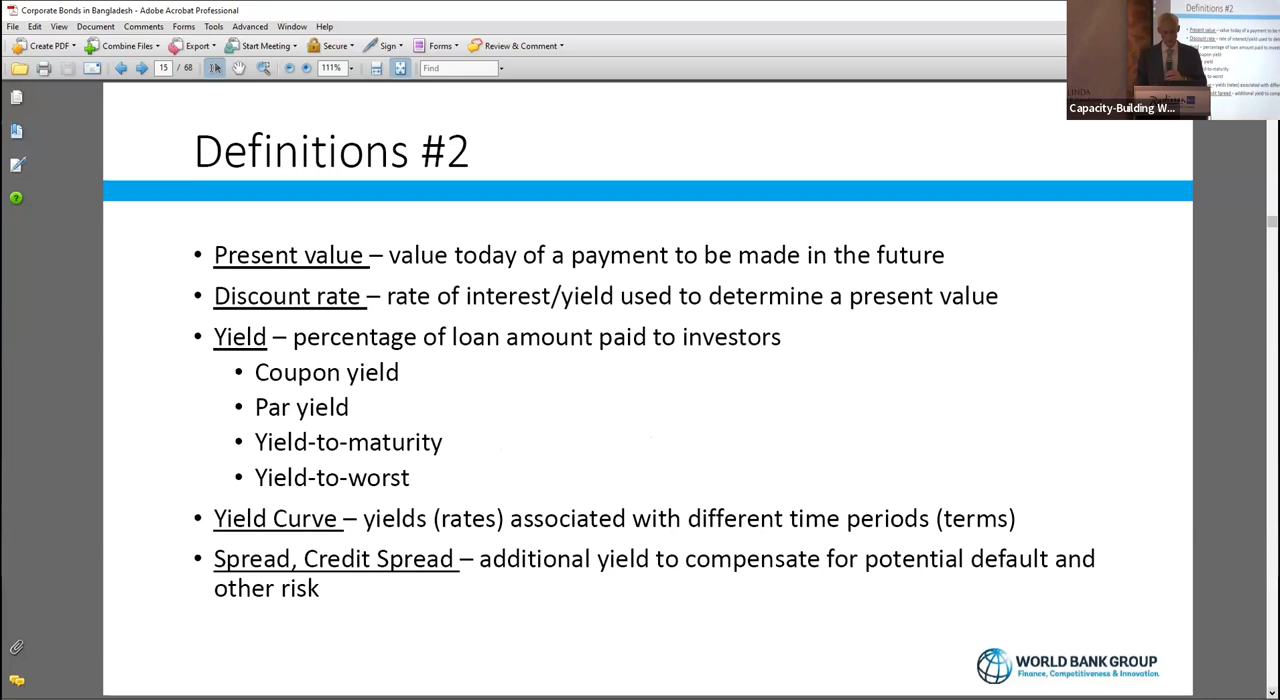 Corporate Bonds in Bangladesh - Adobe Acrobat Professional
File Edit View Document Comments Forms Tools Advanced Window Help
Create PDF Combine Files Export Start Meeting Secure Sign Forms Review & Comment
15 / 68 111% Find
Definitions #2
• Present value – value today of a payment to be made in the future
• Discount rate – rate of interest/yield used to determine a present value
• Yield – percentage of loan amount paid to investors
• Coupon yield
• Par yield
• Yield-to-maturity
• Yield-to-worst
• Yield Curve – yields (rates) associated with different time periods (terms)
• Spread, Credit Spread – additional yield to compensate for potential default and
other risk
WORLD BANK GROUP
Finance, Competitiveness & Innovation
Definitions #2
Capacity-Building W...